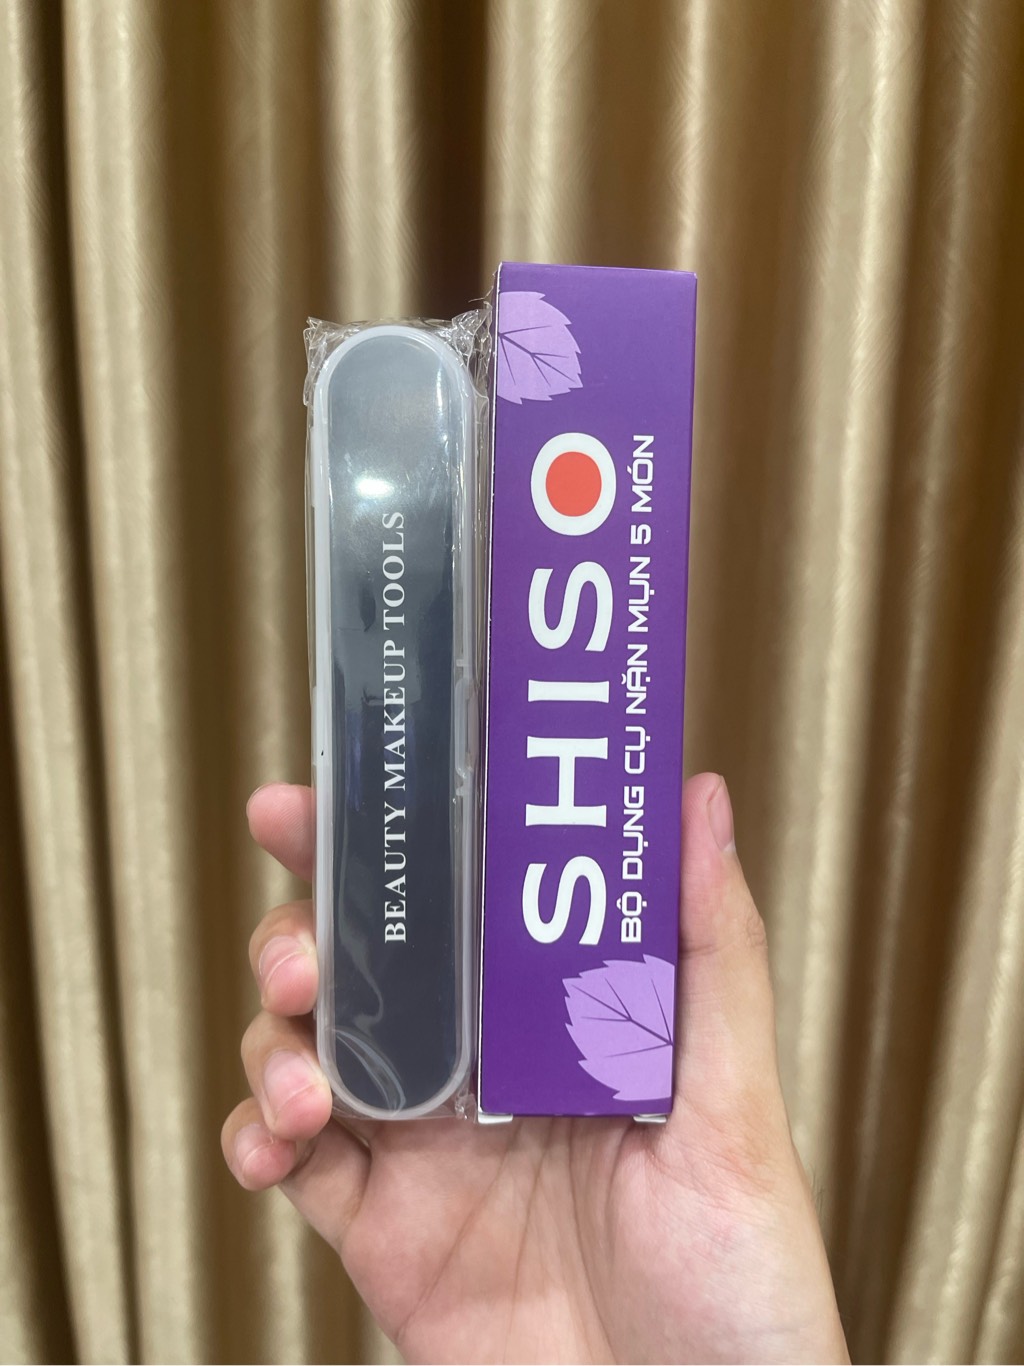 BEAUTY MAKEUP TOOLS
SHISO
BỘ DỤNG CỤ NẶN MỤN 5 MÓN